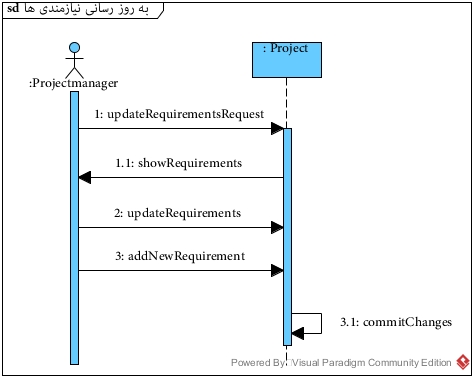 sd به روز رسانی نیازمندی ها
: Project
:Projectmanager
1: updateRequirementsRequest
1.1: showRequirements
2: updateRequirements
3: addNewRequirement
3.1: commitChanges
Powered By: Visual Paradigm Community Edition